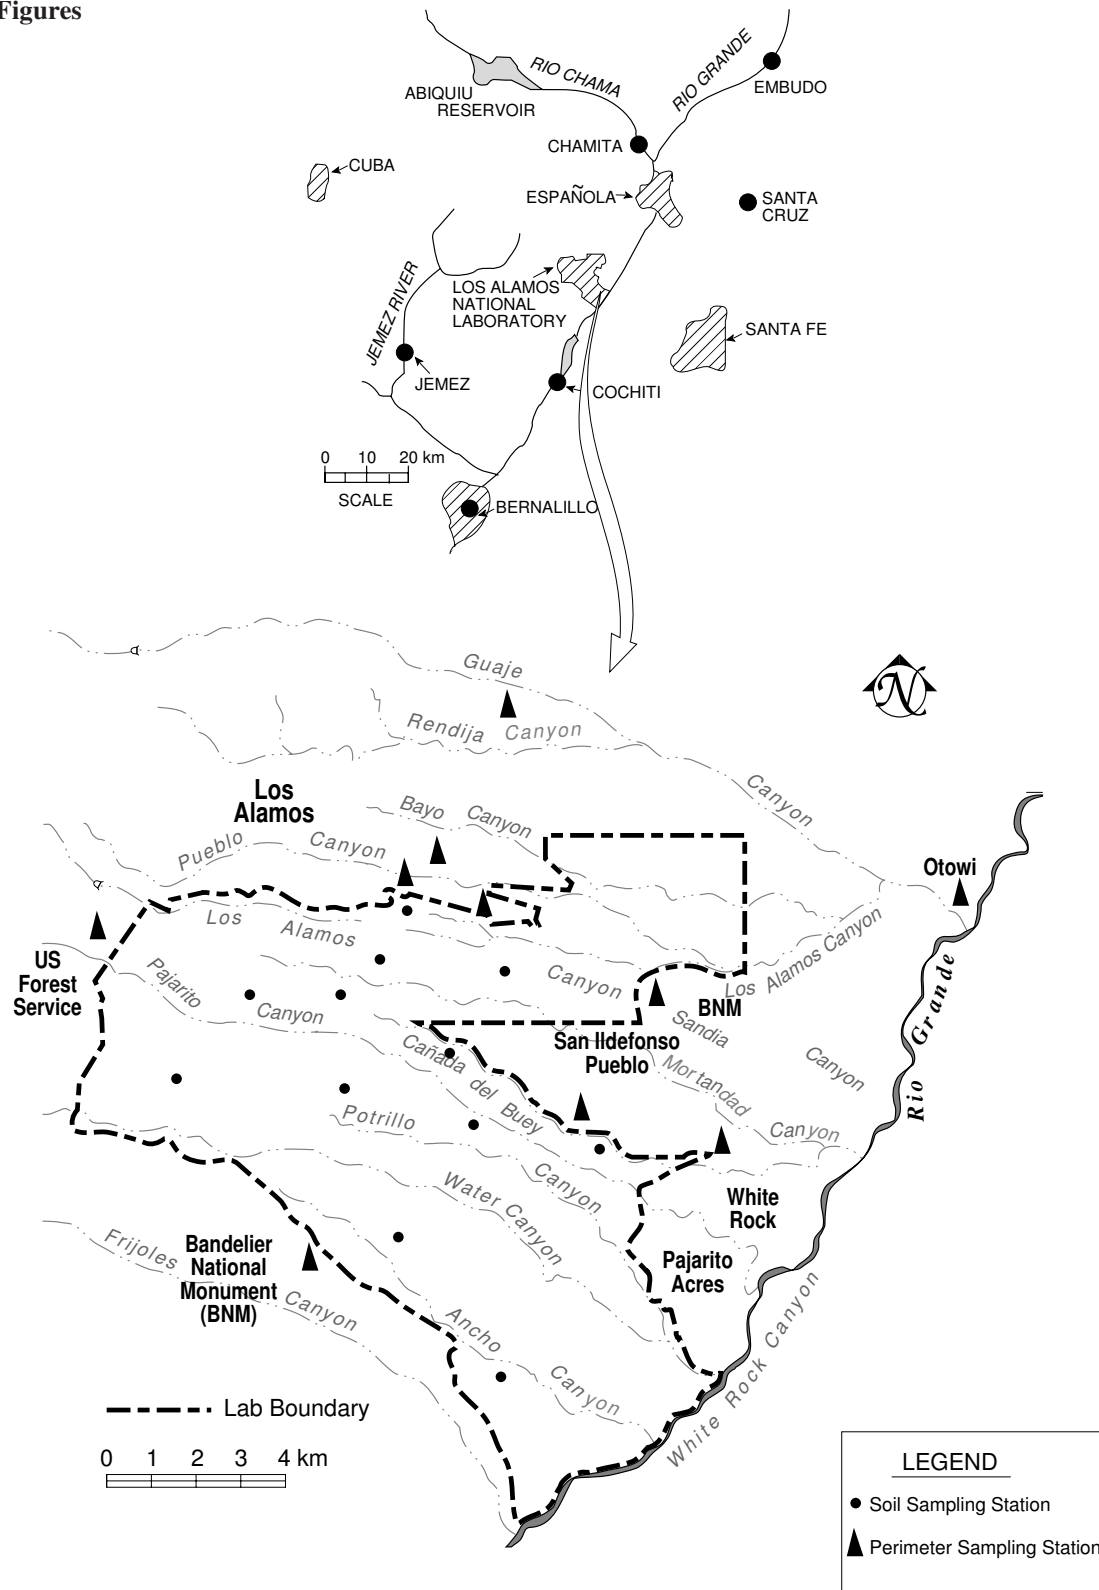 Figures
RIO CHAMA
RIO GRANDE
ABIQUIU
RESERVOIR
EMBUDO
CHAMITA
CUBA
ESPAÑOLA
SANTA
CRUZ
JEMEZ RIVER
LOS ALAMOS
NATIONAL
LABORATORY
SANTA FE
JEMEZ
COCHITI
0 10 20 km
SCALE
BERNALILLO
Guaje
N
Rendija Canyon
Canyon
Los
Alamos
Bayo Canyon
Pueblo Canyon
Otowi
Los Alamos
Los Alamos Canyon
US
Forest
Service
Pajarito
Canyon
Canyon
BNM
Rio Grande
Sandia
Canyon
San Ildefonso
Pueblo
Cañada del Buey
Mortandad
Canyon
Potrillo
Canyon
Water Canyon
White
Rock
Frijoles
Canyon
Bandelier
National
Monument
(BNM)
Pajarito
Acres
Ancho
Canyon
White Rock Canyon
Lab Boundary
0 1 2 3 4 km
LEGEND
Soil Sampling Station
Perimeter Sampling Station